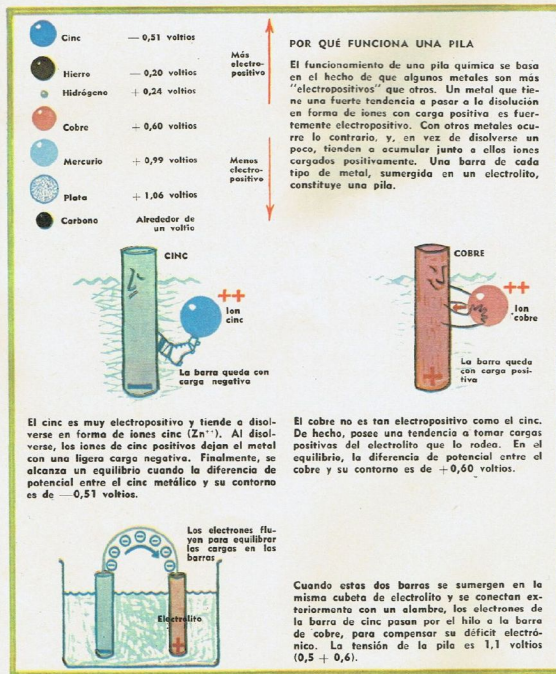 Cinc — 0,51 voltios
Hierro — 0,20 voltios
Hidrógeno + 0,24 voltios
Cobre + 0,60 voltios
Mercurio + 0,99 voltios
Plata + 1,06 voltios
Carbono Alrededor de
un voltio
Más
electro-
positivo
Menos
electro-
positivo
POR QUÉ FUNCIONA UNA PILA
El funcionamiento de una pila química se basa
en el hecho de que algunos metales son más
"electropositivos" que otros. Un metal que tie-
ne una fuerte tendencia a pasar a la disolución
en forma de iones con carga positiva es fuer-
temente electropositivo. Con otros metales ocu-
rre lo contrario, y, en vez de disolverse un
poco, tienden a acumular junto a ellos iones
cargados positivamente. Una barra de cada
tipo de metal, sumergida en un electrolito,
constituye una pila.
CINC
++
Ion
cinc
La barra queda con
carga negativa
—
COBRE
++
Ion
cobre
La barra queda
con carga posi-
tiva
+
El cinc es muy electropositivo y tiende a disol-
verse en forma de iones cinc (Zn++). Al disol-
verse, los iones de cinc positivos dejan el metal
con una ligera carga negativa. Finalmente, se
alcanza un equilibrio cuando la diferencia de
potencial entre el cinc metálico y su contorno
es de —0,51 voltios.
El cobre no es tan electropositivo como el cinc.
De hecho, posee una tendencia a tomar cargas
positivas del electrolito que lo rodea. En el
equilibrio, la diferencia de potencial entre el
cobre y su contorno es de +0,60 voltios.
Los electrones flu-
yen para equilibrar
las cargas en las
barras
Electrolito
+
Cuando estas dos barras se sumergen en la
misma cubeta de electrolito y se conectan ex-
teriormente con un alambre, los electrones de
la barra de cinc pasan por el hilo a la barra
de cobre, para compensar su déficit electró-
nico. La tensión de la pila es 1,1 voltios
(0,5 + 0,6).